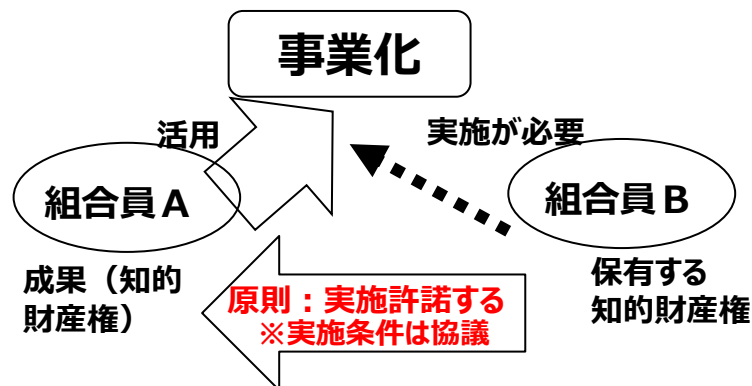 事業化
活用
実施が必要
組合員A
組合員B
成果（知的
財産権）
原則：実施許諾する
※実施条件は協議
保有する
知的財産権